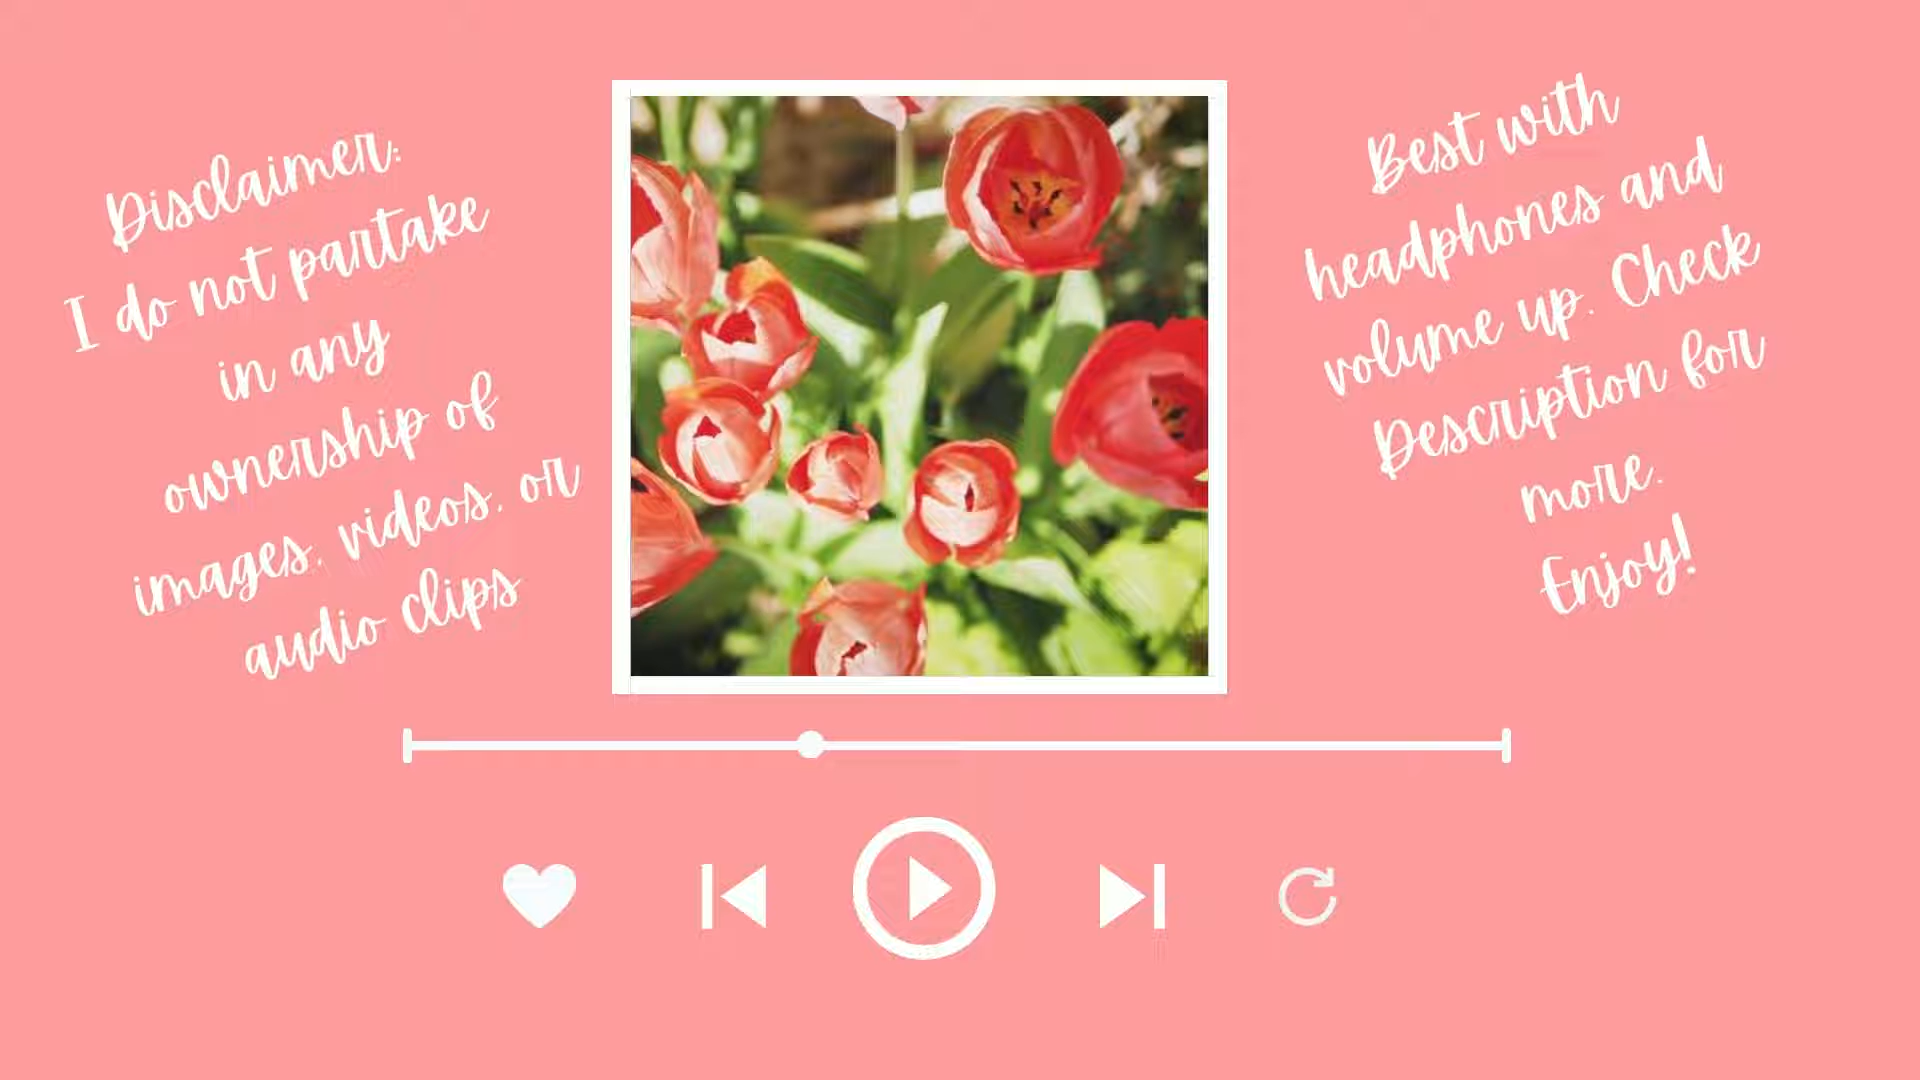 Disclaimer:
I do not partake
in any
ownership of
images, videos, or
audio clips
Best with
headphones and
volume up. Check
Description for
more.
Enjoy!